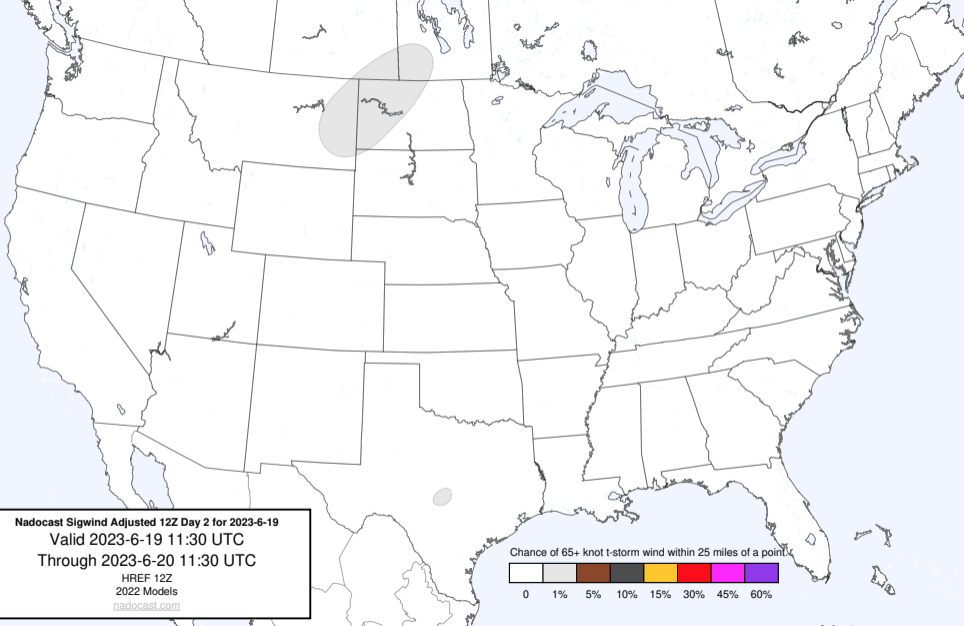 Nadocast Sigwind Adjusted 12Z Day 2 for 2023-6-19
Valid 2023-6-19 11:30 UTC
Through 2023-6-20 11:30 UTC
HREF 12Z
2022 Models
nadocast.com
Chance of 65+ knot t-storm wind within 25 miles of a point.
0 1% 5% 10% 15% 30% 45% 60%